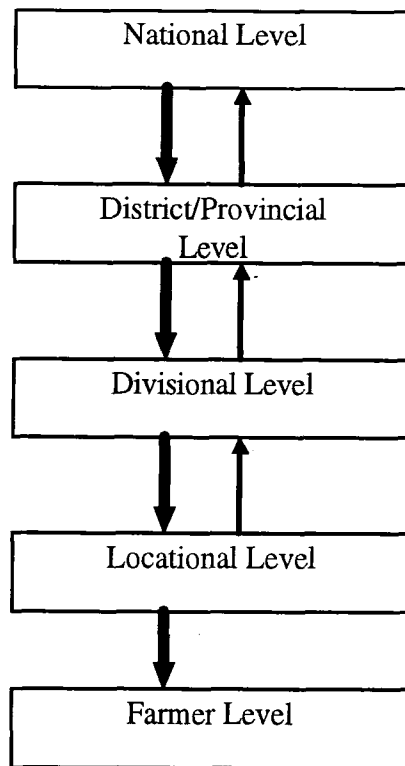 National Level
District/Provincial
Level
Divisional Level
Locational Level
Farmer Level